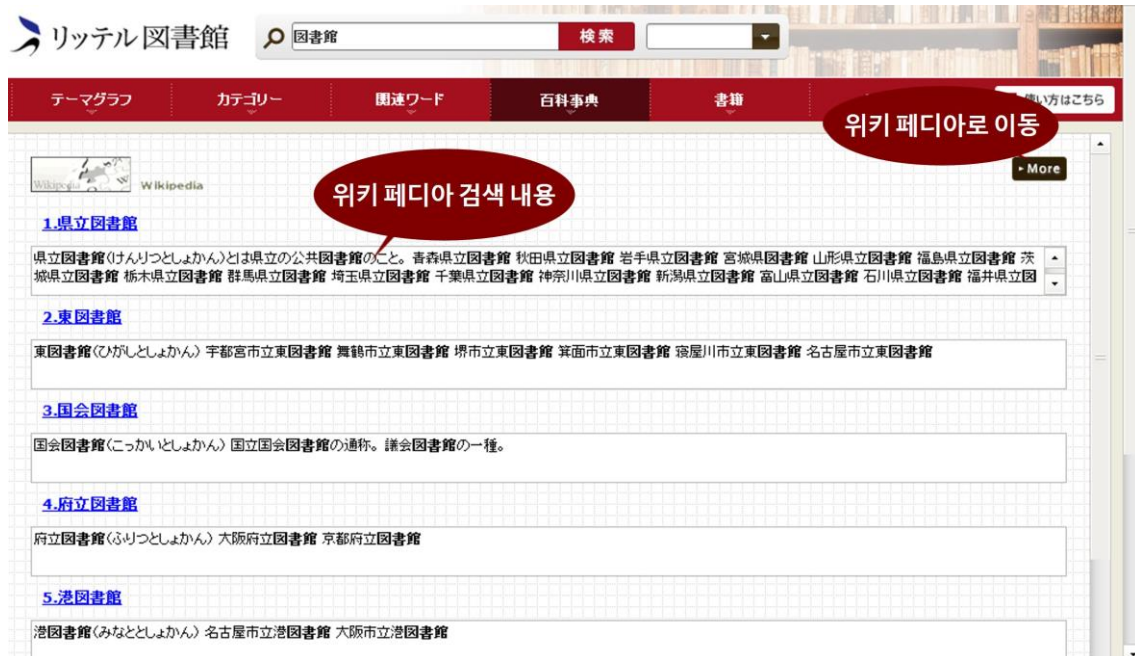 リッテル図書館
図書館
検索
テーマグラフ
カテゴリー
関連ワード
百科事典
書籍
使い方はこちら
위키 페디아로 이동
More
Wikipedia
Wikipedia
위키 페디아 검색 내용
1.県立図書館
県立図書館(けんりつとしょかん)とは県立の公共図書館のこと。青森県立図書館 秋田県立図書館 岩手県立図書館 宮城県図書館 山形県立図書館 福島県立図書館 茨
城県立図書館 栃木県立図書館 群馬県立図書館 埼玉県立図書館 千葉県立図書館 神奈川県立図書館 新潟県立図書館 富山県立図書館 石川県立図書館 福井県立図
2.東図書館
東図書館(ひがしとしょかん) 宇都宮市立東図書館 舞鶴市立東図書館 堺市立東図書館 箕面市立東図書館 寝屋川市立東図書館 名古屋市立東図書館
3.国会図書館
国会図書館(こっかいとしょかん) 国立国会図書館の通称。議会図書館の一種。
4.府立図書館
府立図書館(ふりつとしょかん) 大阪府立図書館 京都府立図書館
5.港図書館
港図書館(みなととしょかん) 名古屋市立港図書館 大阪市立港図書館